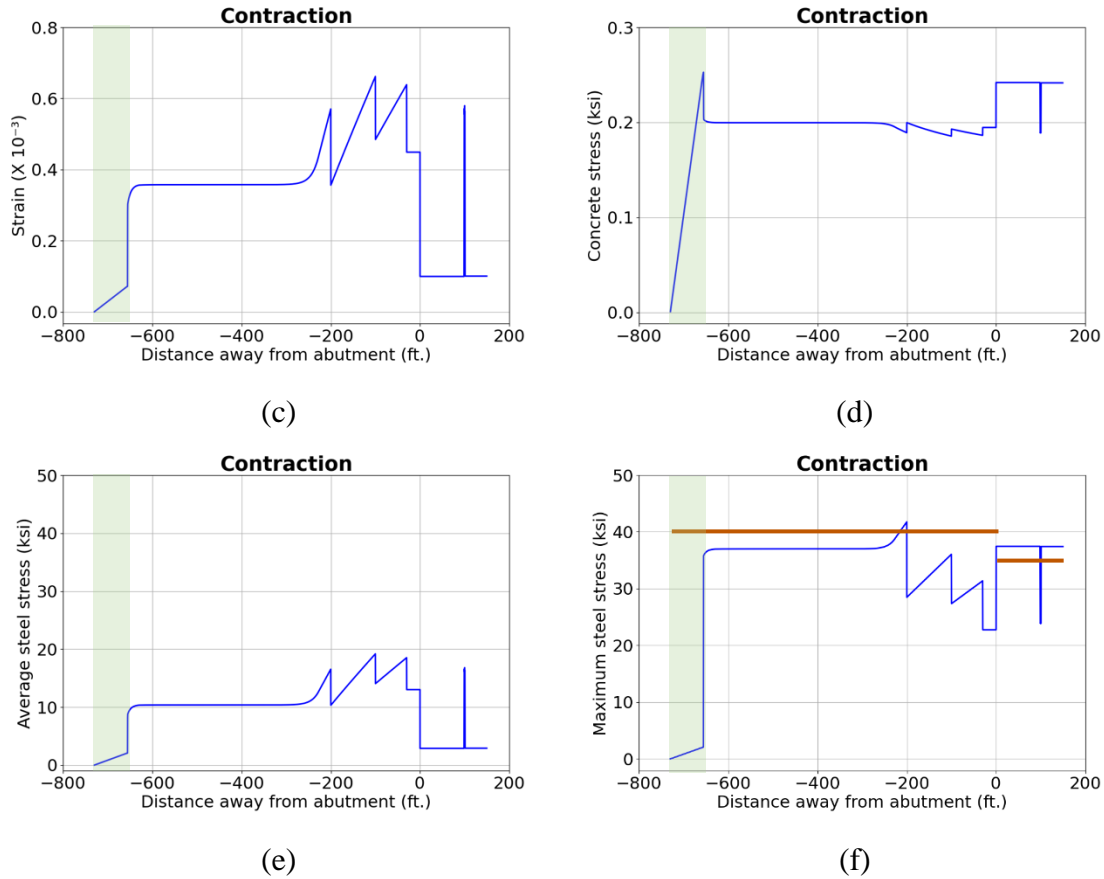 Contraction
0.8
0.6
0.4
0.2
0.0
Strain (X 10⁻³)
−800 −600 −400 −200 0 200
Distance away from abutment (ft.)
(c)
Contraction
0.3
0.2
0.1
0.0
Concrete stress (ksi)
−800 −600 −400 −200 0 200
Distance away from abutment (ft.)
(d)
Contraction
50
40
30
20
10
0
Average steel stress (ksi)
−800 −600 −400 −200 0 200
Distance away from abutment (ft.)
(e)
Contraction
50
40
30
20
10
0
Maximum steel stress (ksi)
−800 −600 −400 −200 0 200
Distance away from abutment (ft.)
(f)